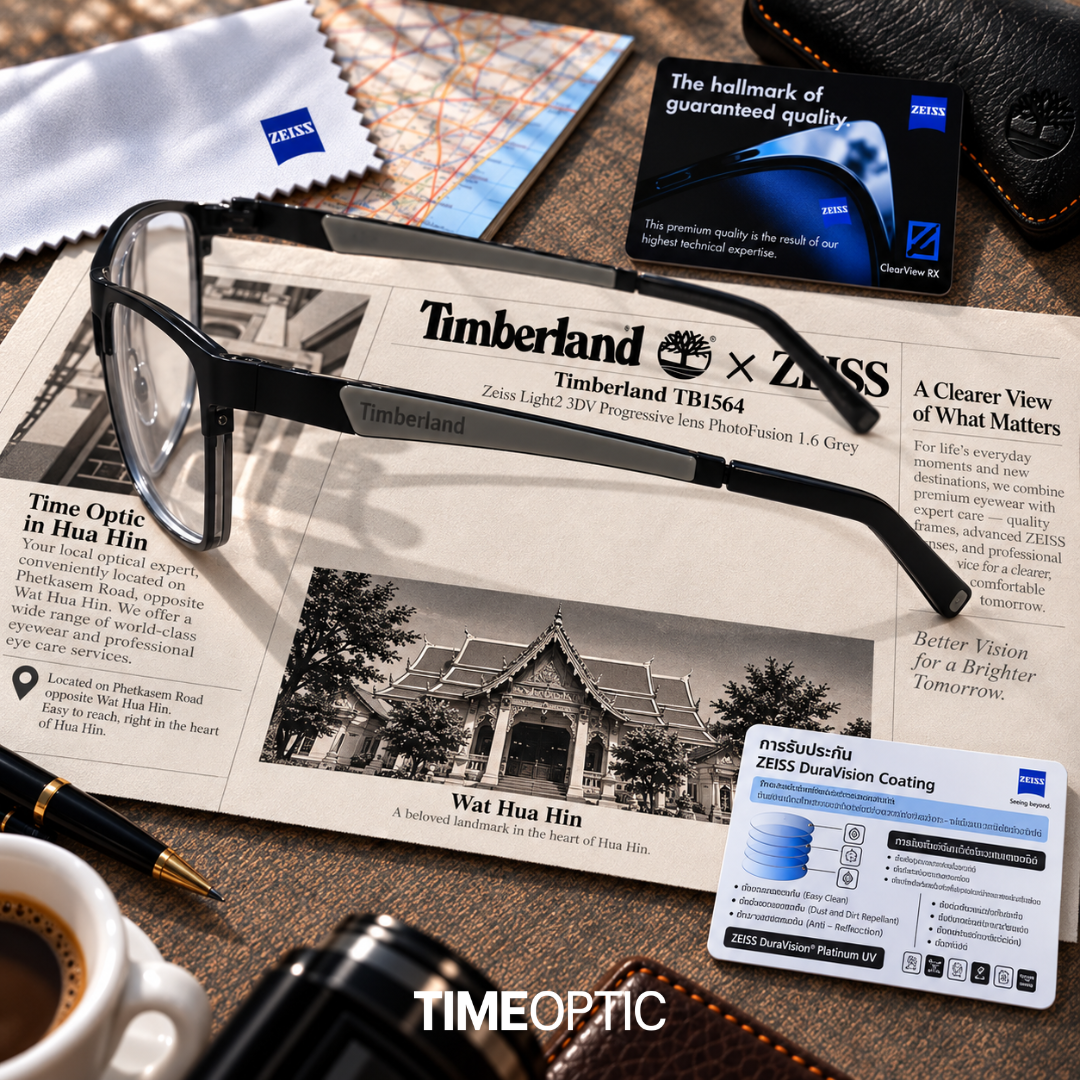 ZEISS
The hallmark of
guaranteed quality.
ZEISS
ZEISS
This premium quality is the result of our
highest technical expertise.
ClearView RX
Timberland ® × ZEISS
Timberland TB1564
Zeiss Light2 3DV Progressive lens PhotoFusion 1.6 Grey
Timberland
A Clearer View
of What Matters
For life's everyday
moments and new
destinations, we combine
premium eyewear with
expert care — quality
frames, advanced ZEISS
and professional
for a clearer,
comfortable
tomorrow.
Better Vision
for a Brighter
Tomorrow.
Time Optic
in Hua Hin
Your local optical expert,
conveniently located on
Phetkasem Road, opposite
Wat Hua Hin. We offer a
wide range of world-class
eyewear and professional
eye care services.
Located on Phetkasem Road
opposite Wat Hua Hin.
Easy to reach, right in the heart
of Hua Hin.
Wat Hua Hin
A beloved landmark in the heart of Hua Hin.
การรับประกัน
ZEISS DuraVision Coating
ZEISS
Seeing beyond.
(Easy Clean)
(Dust and Dirt Repellant)
ZEISS DuraVision® Platinum UV
TIMEOPTIC